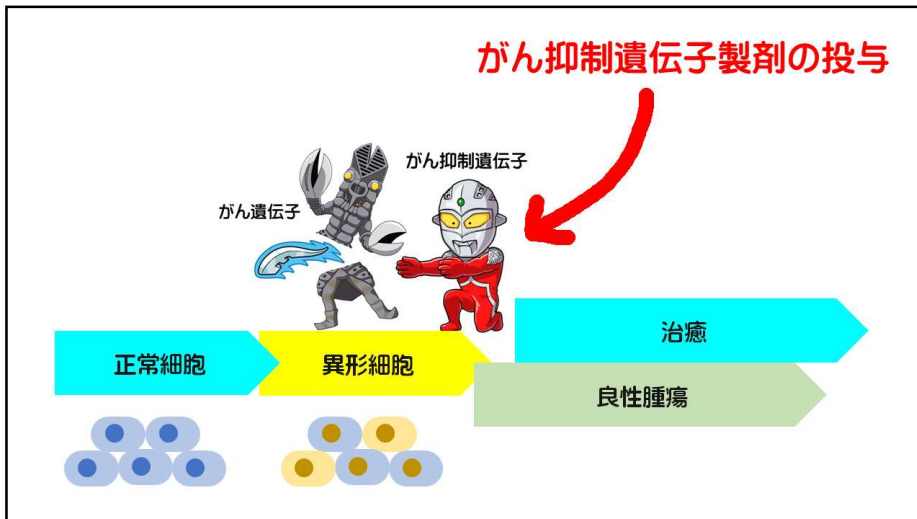 がん抑制遺伝子製剤の投与
がん抑制遺伝子
がん遺伝子
正常細胞
異形細胞
治癒
良性腫瘍